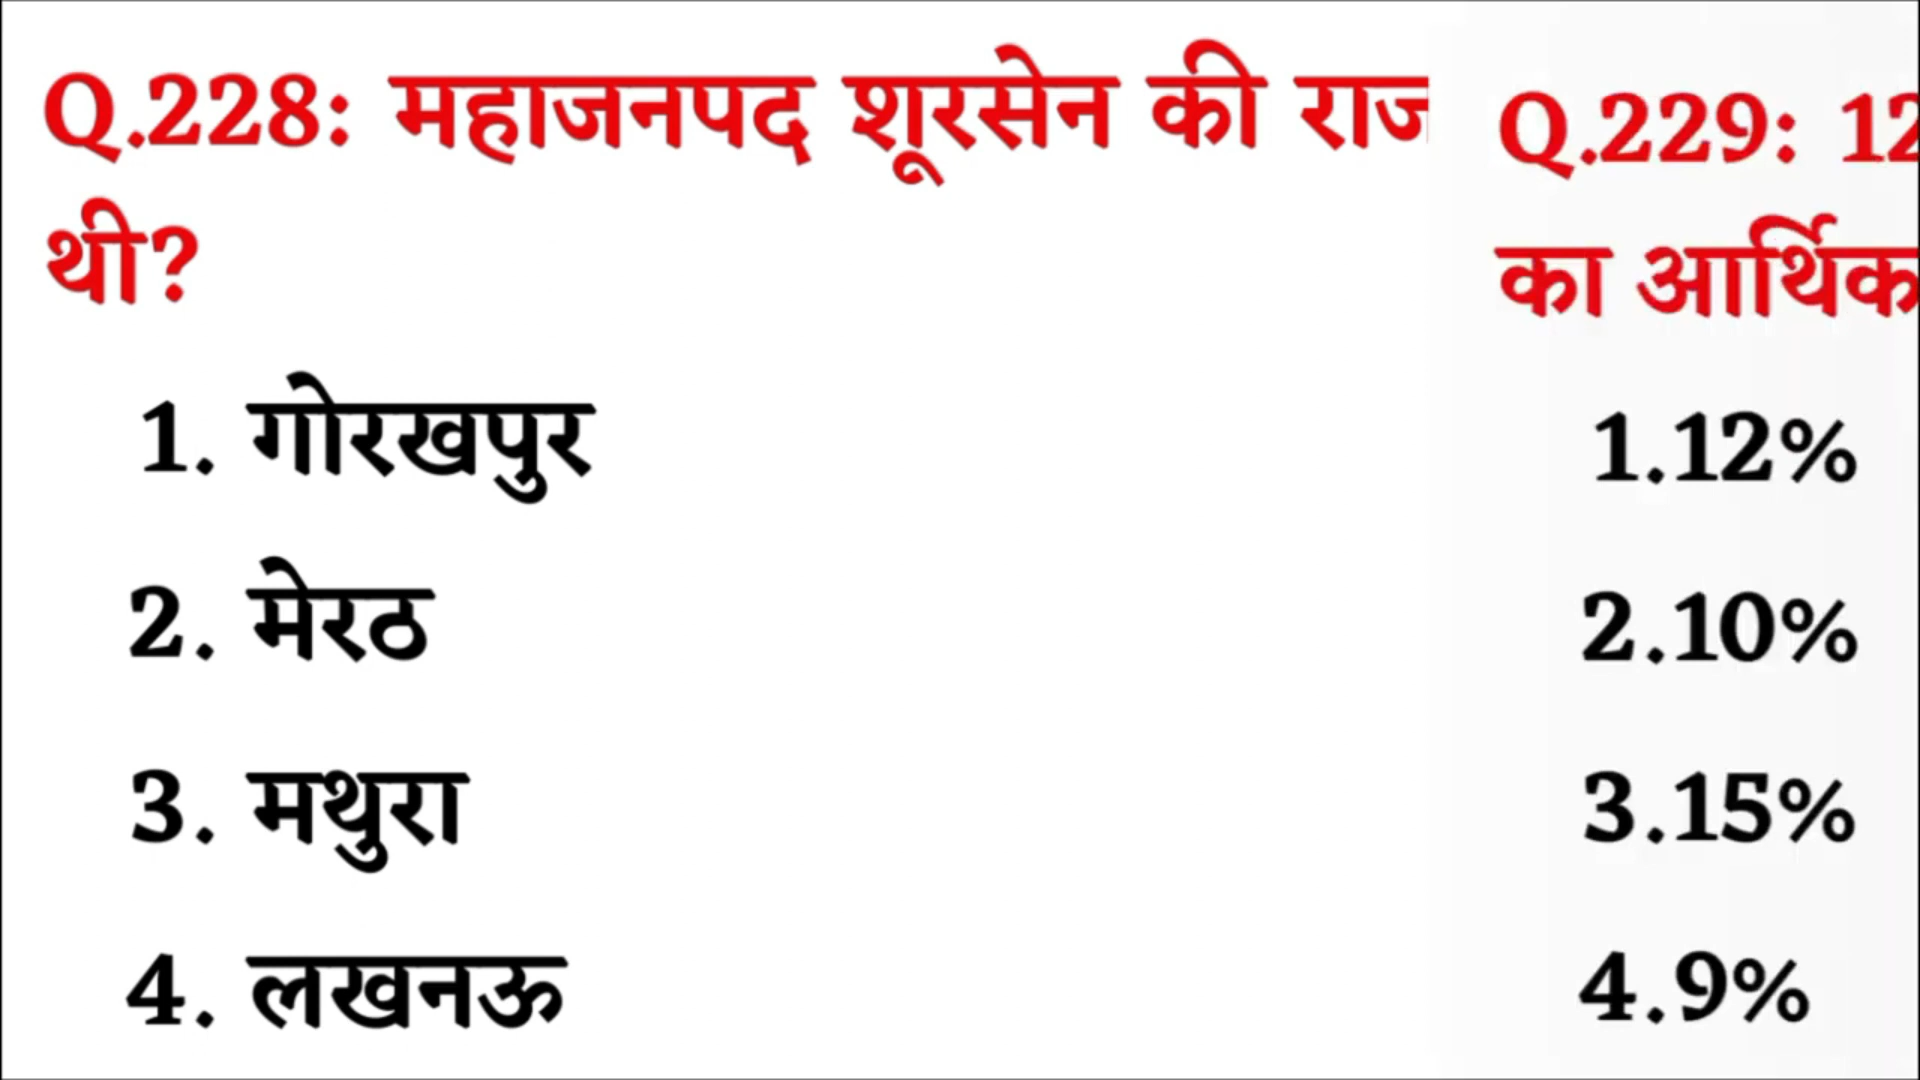 Q.228: महाजनपद शूरसेन की
थी?
1. गोरखपुर
2. मेरठ
3. मथुरा
4. लखनऊ
Q.229: 12
का आर्थिक
1.12%
2.10%
3.15%
4.9%